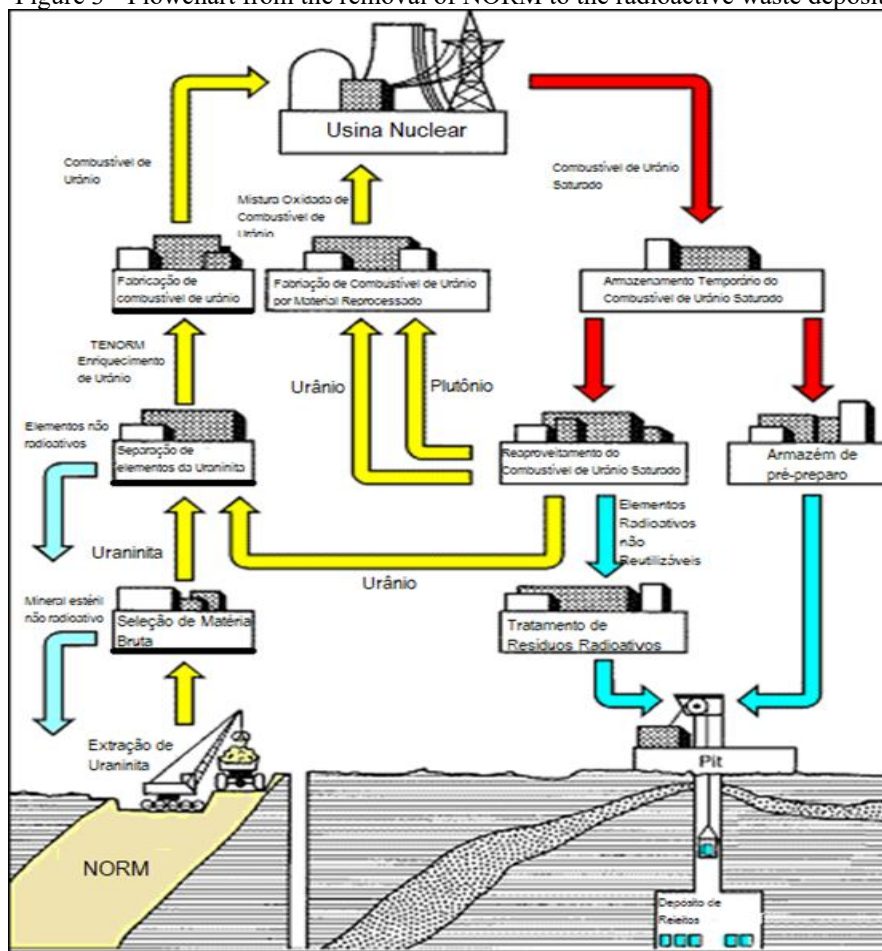 Figure 3 - Flowchart from the removal of NORM to the radioactive waste deposit
Usina Nuclear
Combustível de
Urânio
Mistura Oxidada de
Combustível de
Urânio
Combustível de Urânio
Saturado
Fabricação de
combustível de urânio
Fabriação de Combustível de Urânio
por Material Reprocessado
Armazenamento Temporário do
Combustível de Urânio Saturado
TENORM
Enriquecimento
de Urânio
Urânio
Plutônio
Elementos não
radioativos
Separação de
elementos da Uraninita
Reaproveitamento do
Combustível de Urânio Saturado
Armazém de
pré-preparo
Uraninita
Urânio
Elementos
Radioativos
não
Reutilizáveis
Mineral estéril
não radioativo
Seleção de Matéria
Bruta
Tratamento de
Resíduos Radioativos
Extração de
Uraninita
Pit
NORM
Depósito de
Rejeitos